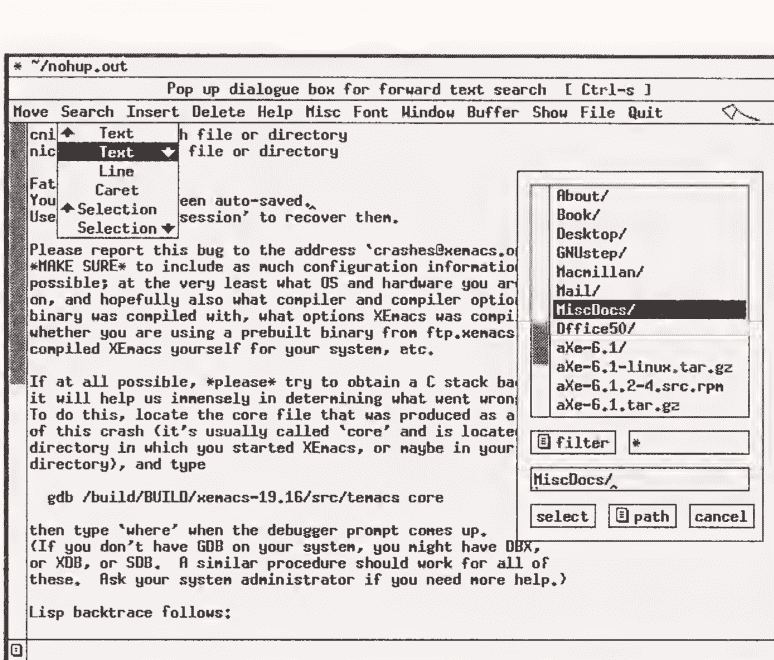 * ~/nohup.out
Pop up dialogue box for forward text search [ Ctrl-s ]
Move Search Insert Delete Help Misc Font Window Buffer Show File Quit
Text
Text
Line
Caret
Selection
Selection
cni h file or directory
nic file or directory
Fat
You een auto-saved.
Use session' to recover them.
Please report this bug to the address `crashes@xemacs.o
*MAKE SURE* to include as much configuration informatio
possible; at the very least what OS and hardware you ar
on, and hopefully also what compiler and compiler optio
binary was compiled with, what options XEmacs was compi
whether you are using a prebuilt binary from ftp.xemacs
compiled XEmacs yourself for your system, etc.
If at all possible, *please* try to obtain a C stack ba
it will help us immensely in determining what went wron
To do this, locate the core file that was produced as a
of this crash (it's usually called `core' and is locate
directory in which you started XEmacs, or maybe in your
directory), and type
gdb /build/BUILD/xemacs-19.16/src/temacs core
then type `where' when the debugger prompt comes up.
(If you don't have GDB on your system, you might have DBX,
or XDB, or SDB. A similar procedure should work for all of
these. Ask your system administrator if you need more help.)
Lisp backtrace follows:
About/
Book/
Desktop/
GNUstep/
Macmillan/
Mail/
MiscDocs/
Office50/
aXe-6.1/
aXe-6.1-linux.tar.gz
aXe-6.1.2-4.src.rpm
aXe-6.1.tar.gz
filter *
MiscDocs/
select path cancel